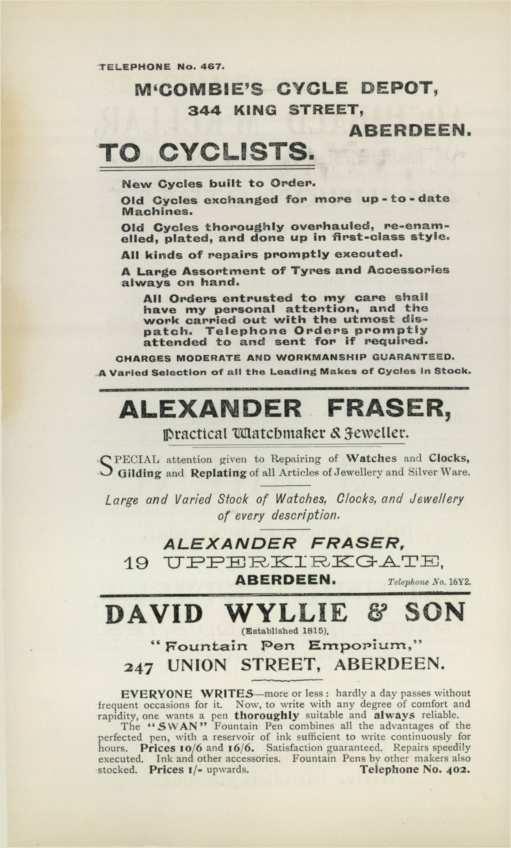 TELEPHONE No. 467.
M'COMBIE'S CYCLE DEPOT,
344 KING STREET,
ABERDEEN.
TO CYCLISTS.
New Cycles built to Order.
Old Cycles exchanged for more up-to-date
Machines.
Old Cycles thoroughly overhauled, re-enam-
elled, plated, and done up in first-class style.
All kinds of repairs promptly executed.
A Large Assortment of Tyres and Accessories
always on hand.
All Orders entrusted to my care shall
have my personal attention, and the
work carried out with the utmost dis-
patch. Telephone Orders promptly
attended to and sent for if required.
CHARGES MODERATE AND WORKMANSHIP GUARANTEED.
A Varied Selection of all the Leading Makes of Cycles in Stock.
ALEXANDER FRASER,
Practical Watchmaker & Jeweller.
SPECIAL attention given to Repairing of Watches and Clocks,
Gilding and Replating of all Articles of Jewellery and Silver Ware.
Large and Varied Stock of Watches, Clocks, and Jewellery
of every description.
ALEXANDER FRASER,
19 UPPERKIRKGATE,
ABERDEEN. Telephone No. 16Y2.
DAVID WYLLIE & SON
(Established 1815),
"Fountain Pen Emporium,"
247 UNION STREET, ABERDEEN.
EVERYONE WRITES—more or less : hardly a day passes without
frequent occasions for it. Now, to write with any degree of comfort and
rapidity, one wants a pen thoroughly suitable and always reliable.
The "SWAN" Fountain Pen combines all the advantages of the
perfected pen, with a reservoir of ink sufficient to write continuously for
hours. Prices 10/6 and 16/6. Satisfaction guaranteed. Repairs speedily
executed. Ink and other accessories. Fountain Pens by other makers also
stocked. Prices 1/- upwards. Telephone No. 402.